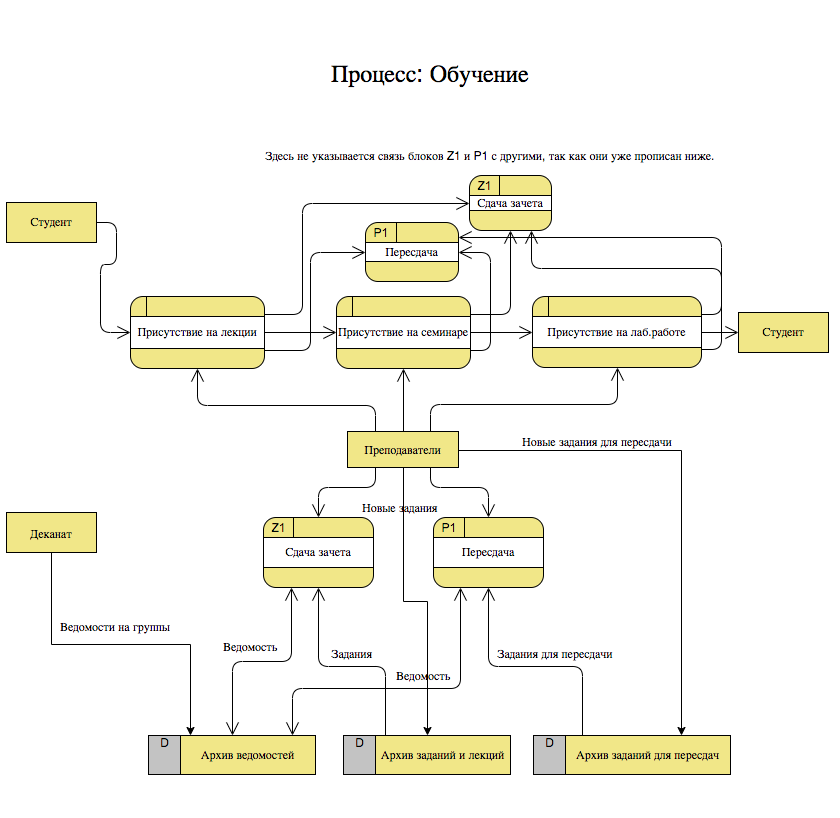 Процесс: Обучение
Здесь не указывается связь блоков Z1 и P1 с другими, так как они уже прописан ниже.
Z1
Сдача зачета
Студент
P1
Пересдача
Присутствие на лекции
Присутствие на семинаре
Присутствие на лаб.работе
Студент
Преподаватели
Новые задания для пересдачи
Новые задания
Деканат
Z1
Сдача зачета
P1
Пересдача
Ведомости на группы
Ведомость
Задания
Задания для пересдачи
Ведомость
D
Архив ведомостей
D
Архив заданий и лекций
D
Архив заданий для пересдач